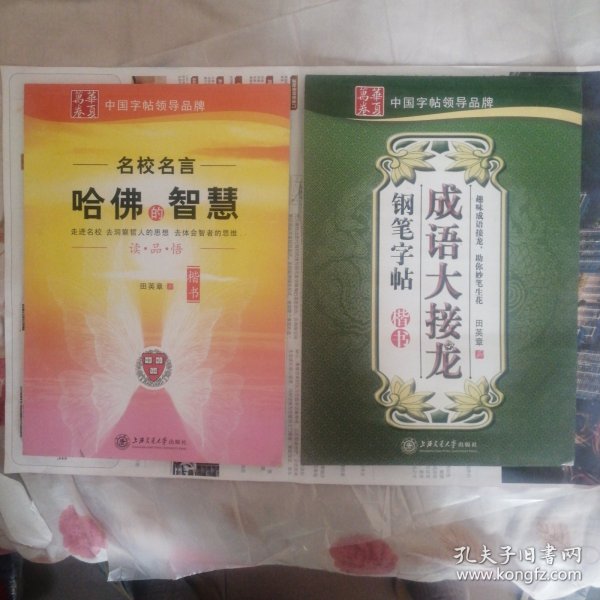 華夏萬卷
中国字帖领导品牌
名校名言
哈佛的智慧
走进名校 去洞察哲人的思想 去体会智者的思维
读·品·悟
楷书
田英章
上海交通大学出版社
華夏萬卷
中国字帖领导品牌
趣味成语接龙，助你妙笔生花
成语大接龙
钢笔字帖
楷书
田英章
上海交通大学出版社
孔夫子旧书网
www.kongfz.com